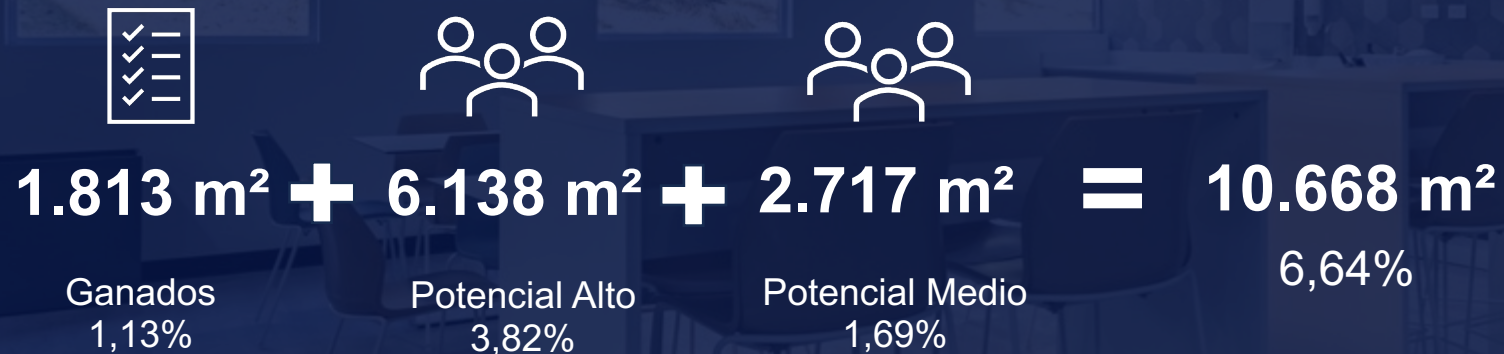 1.813 m² + 6.138 m² + 2.717 m² = 10.668 m²
6,64%
Ganados
1,13%
Potencial Alto
3,82%
Potencial Medio
1,69%